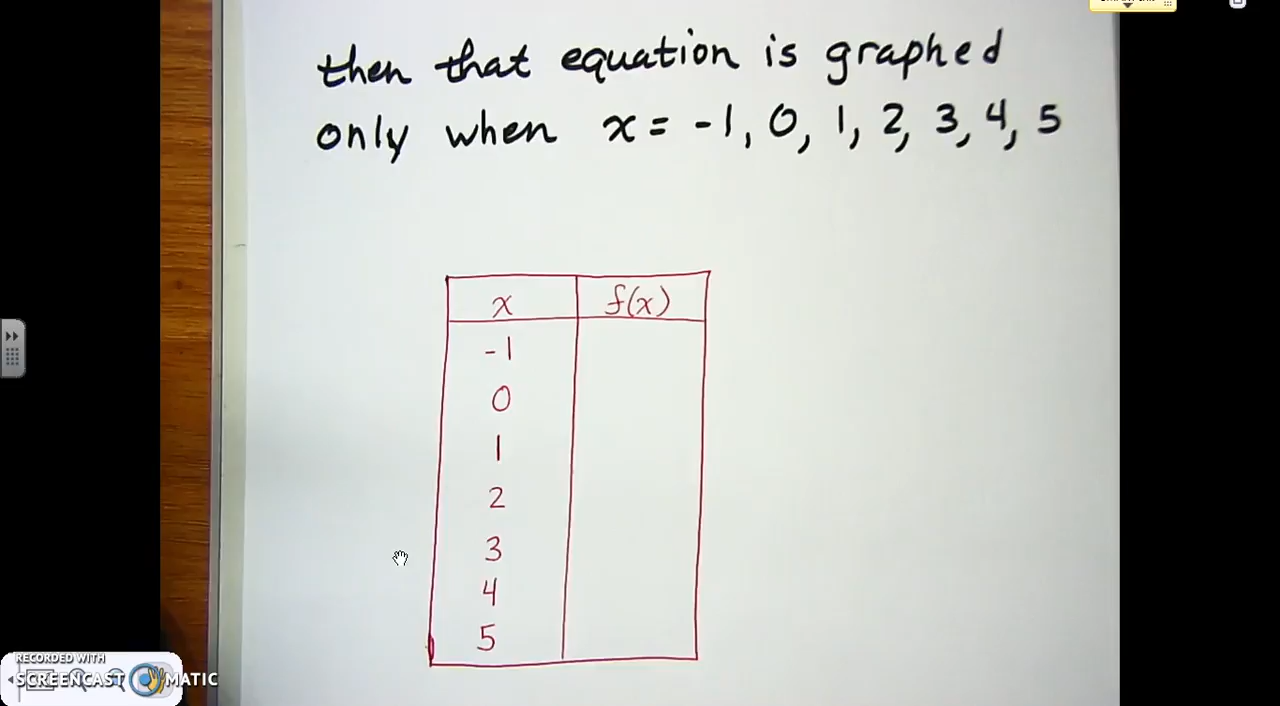 then that equation is graphed
only when x = -1, 0, 1, 2, 3, 4, 5
x f(x)
-1
0
1
2
3
4
5
RECORDED WITH
SCREENCAST MATIC